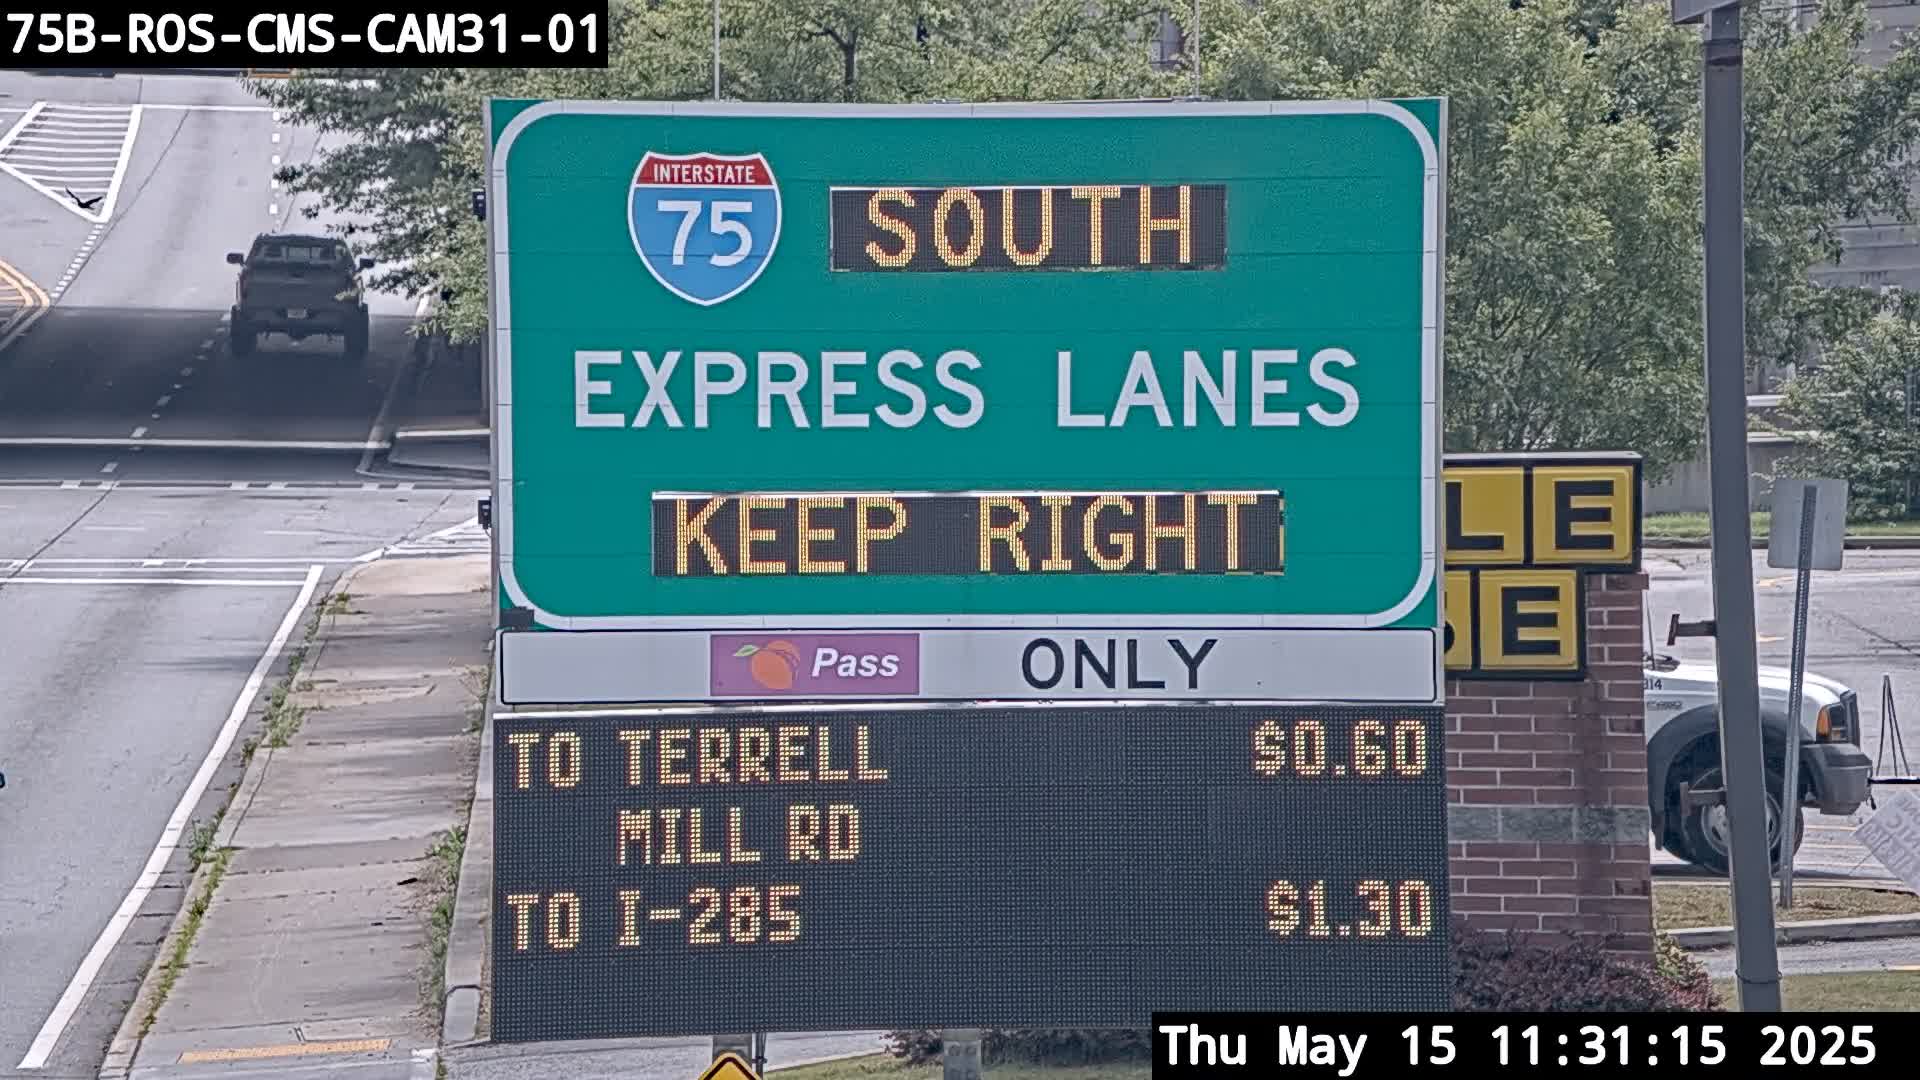 75B-ROS-CMS-CAM31-01
INTERSTATE
75
SOUTH
EXPRESS LANES
KEEP RIGHT
Pass ONLY
TO TERRELL $0.60
MILL RD
TO I-285 $1.30
LE
E
Thu May 15 11:31:15 2025